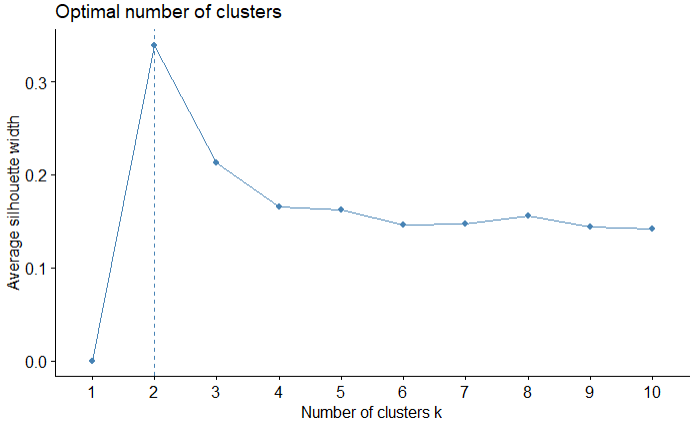 Optimal number of clusters
Average silhouette width
0.3
0.2
0.1
0.0
1 2 3 4 5 6 7 8 9 10
Number of clusters k